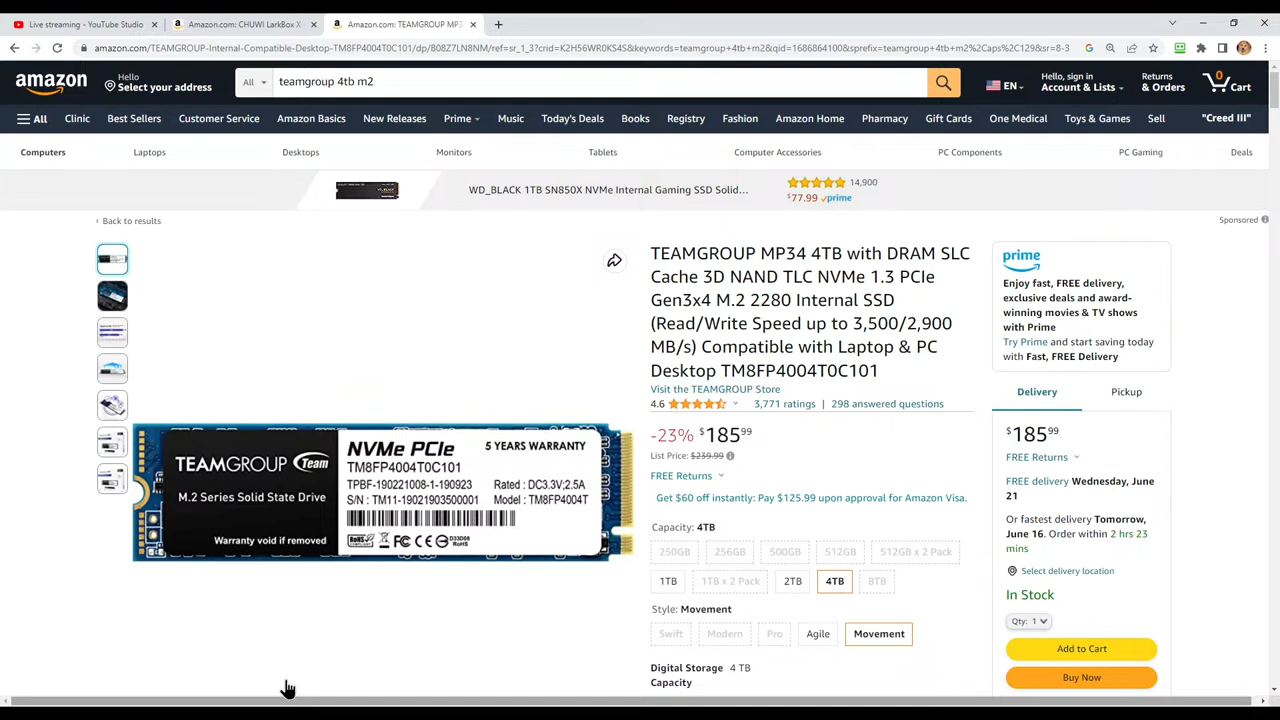 Live streaming - YouTube Studio
Amazon.com: CHUWI LarkBox X
Amazon.com: TEAMGROUP MP3
amazon.com/TEAMGROUP-Internal-Compatible-Desktop-TM8FP4004T0C101/dp/B08Z7LN8NM/ref=sr_1_3?crid=K2H56WR0KS4S&keywords=teamgroup+4tb+m2&qid=1686864100&sprefix=teamgroup+4tb+m2%2Caps%2C129&sr=8-3
amazon
Hello
Select your address
All
teamgroup 4tb m2
EN
Hello, sign in
Account & Lists
Returns
& Orders
0
Cart
All
Clinic
Best Sellers
Customer Service
Amazon Basics
New Releases
Prime
Music
Today's Deals
Books
Registry
Fashion
Amazon Home
Pharmacy
Gift Cards
One Medical
Toys & Games
Sell
"Creed III"
Computers
Laptops
Desktops
Monitors
Tablets
Computer Accessories
PC Components
PC Gaming
Deals
WD_BLACK 1TB SN850X NVMe Internal Gaming SSD Solid...
14,900
$77.99 prime
‹ Back to results
Sponsored
TEAMGROUP MP34 4TB with DRAM SLC
Cache 3D NAND TLC NVMe 1.3 PCIe
Gen3x4 M.2 2280 Internal SSD
(Read/Write Speed up to 3,500/2,900
MB/s) Compatible with Laptop & PC
Desktop TM8FP4004T0C101
Visit the TEAMGROUP Store
4.6
3,771 ratings | 298 answered questions
-23% $185 99
List Price: $239.99
FREE Returns
Get $60 off instantly: Pay $125.99 upon approval for Amazon Visa.
Capacity: 4TB
250GB
256GB
500GB
512GB
512GB x 2 Pack
1TB
1TB x 2 Pack
2TB
4TB
8TB
Style: Movement
Swift
Modern
Pro
Agile
Movement
Digital Storage 4 TB
Capacity
TEAMGROUP Team
M.2 Series Solid State Drive
Warranty void if removed
NVMe PCIe
5 YEARS WARRANTY
TM8FP4004T0C101
TPBF-190221008-1-190923
Rated : DC3.3V;2.5A
S/N : TM11-19021903500001
Model : TM8FP4004T
RoHS
D33D08
RoHS
prime
Enjoy fast, FREE delivery,
exclusive deals and award-
winning movies & TV shows
with Prime
Try Prime and start saving today
with Fast, FREE Delivery
Delivery
Pickup
$185 99
FREE Returns
FREE delivery Wednesday, June
21
Or fastest delivery Tomorrow,
June 16. Order within 2 hrs 23
mins
Select delivery location
In Stock
Qty: 1
Add to Cart
Buy Now